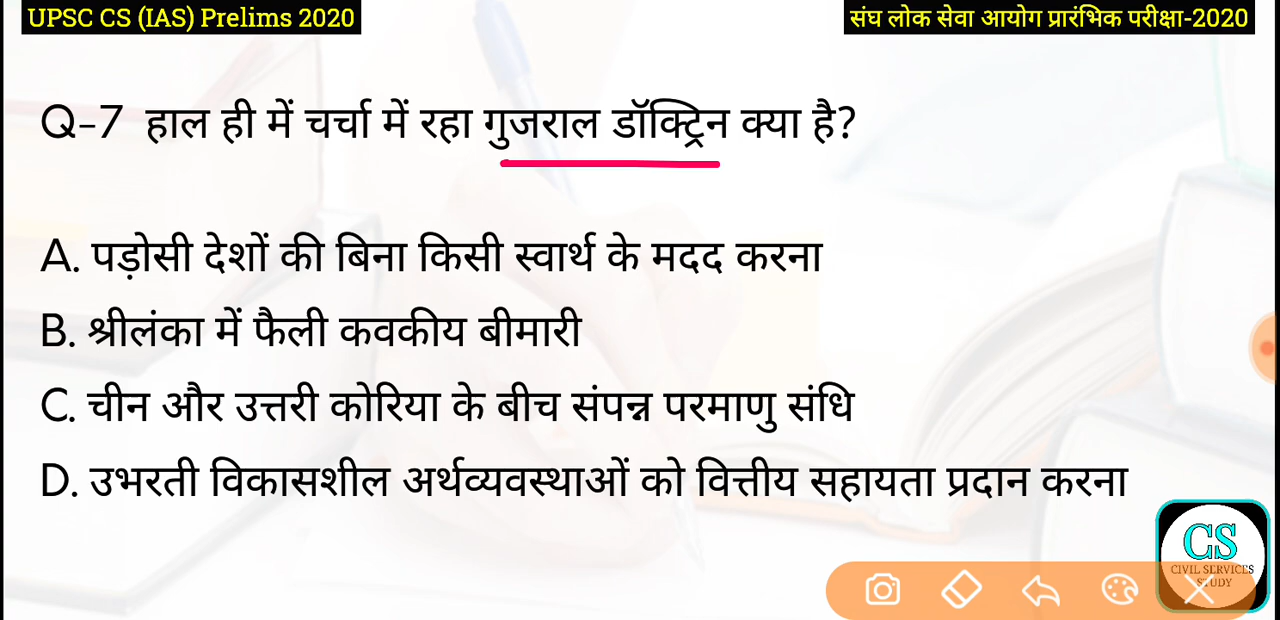 UPSC CS (IAS) Prelims 2020
संघ लोक सेवा आयोग प्रारंभिक परीक्षा-2020
Q-7 हाल ही में चर्चा में रहा गुजराल डॉक्ट्रिन क्या है?
A. पड़ोसी देशों की बिना किसी स्वार्थ के मदद करना
B. श्रीलंका में फैली कवकीय बीमारी
C. चीन और उत्तरी कोरिया के बीच संपन्न परमाणु संधि
D. उभरती विकासशील अर्थव्यवस्थाओं को वित्तीय सहायता प्रदान करना
CS
CIVIL SERVICES
STUDY